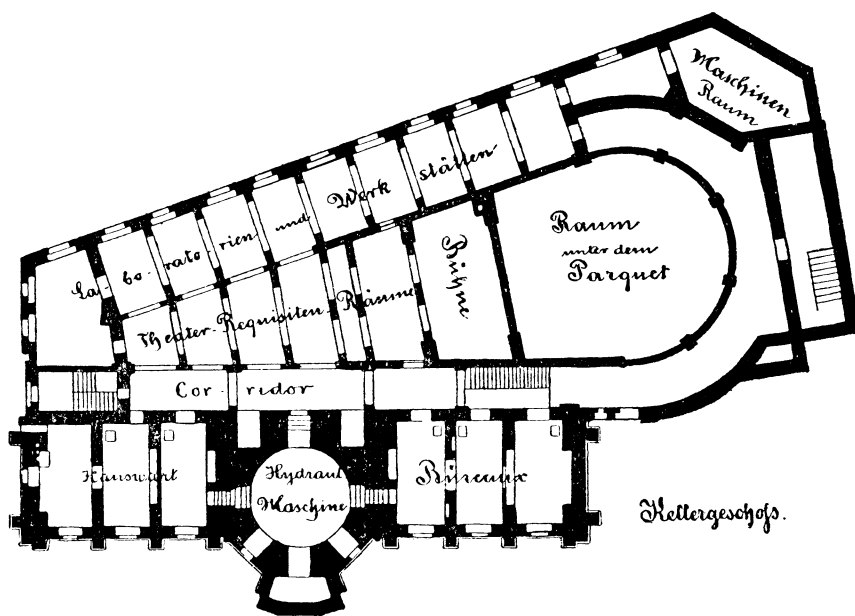 Maschinen
Raum
Laboratorien und Werkstätten
Raum
unter dem
Parquet
Bühne
Theater-Requisiten-Räume
Corridor
Hauswart
Hydraul
Maschine
Büreaux
Kellergeschoſs.